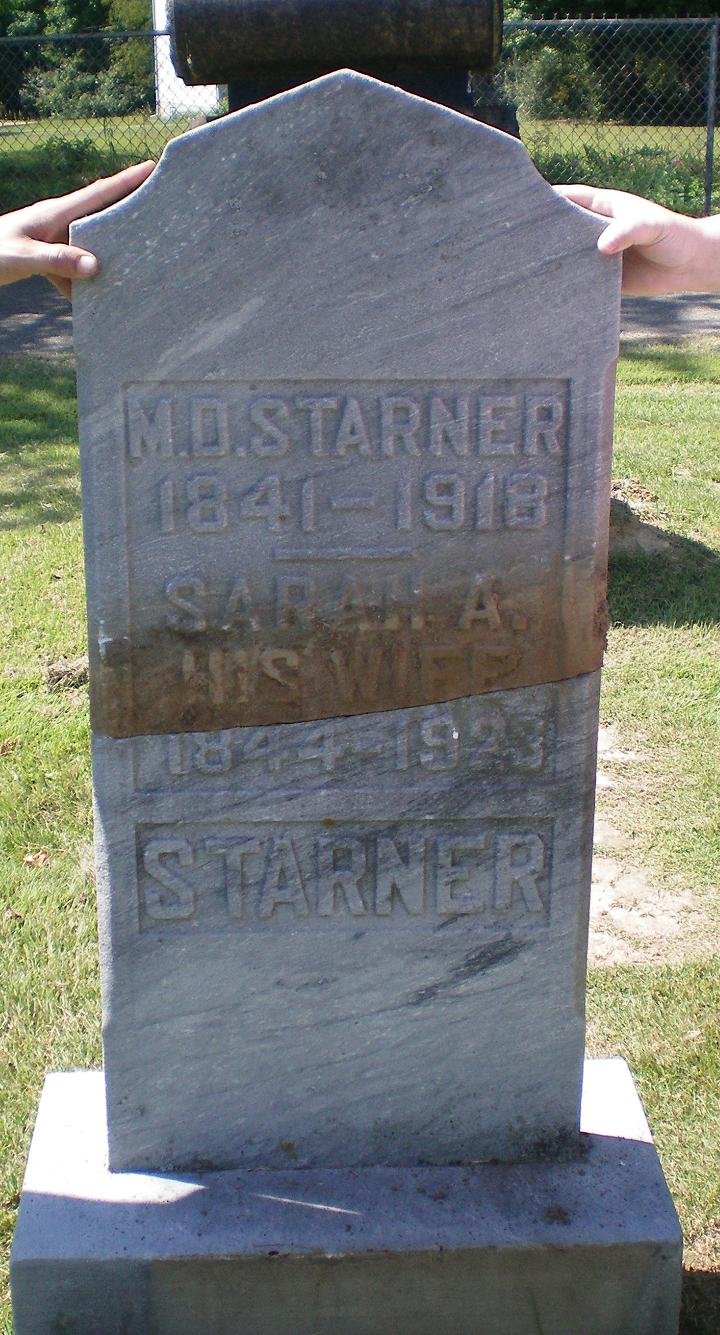 M.D.STARNER
1841-1918
SARAH A.
HIS WIFE
1844-1923
STARNER